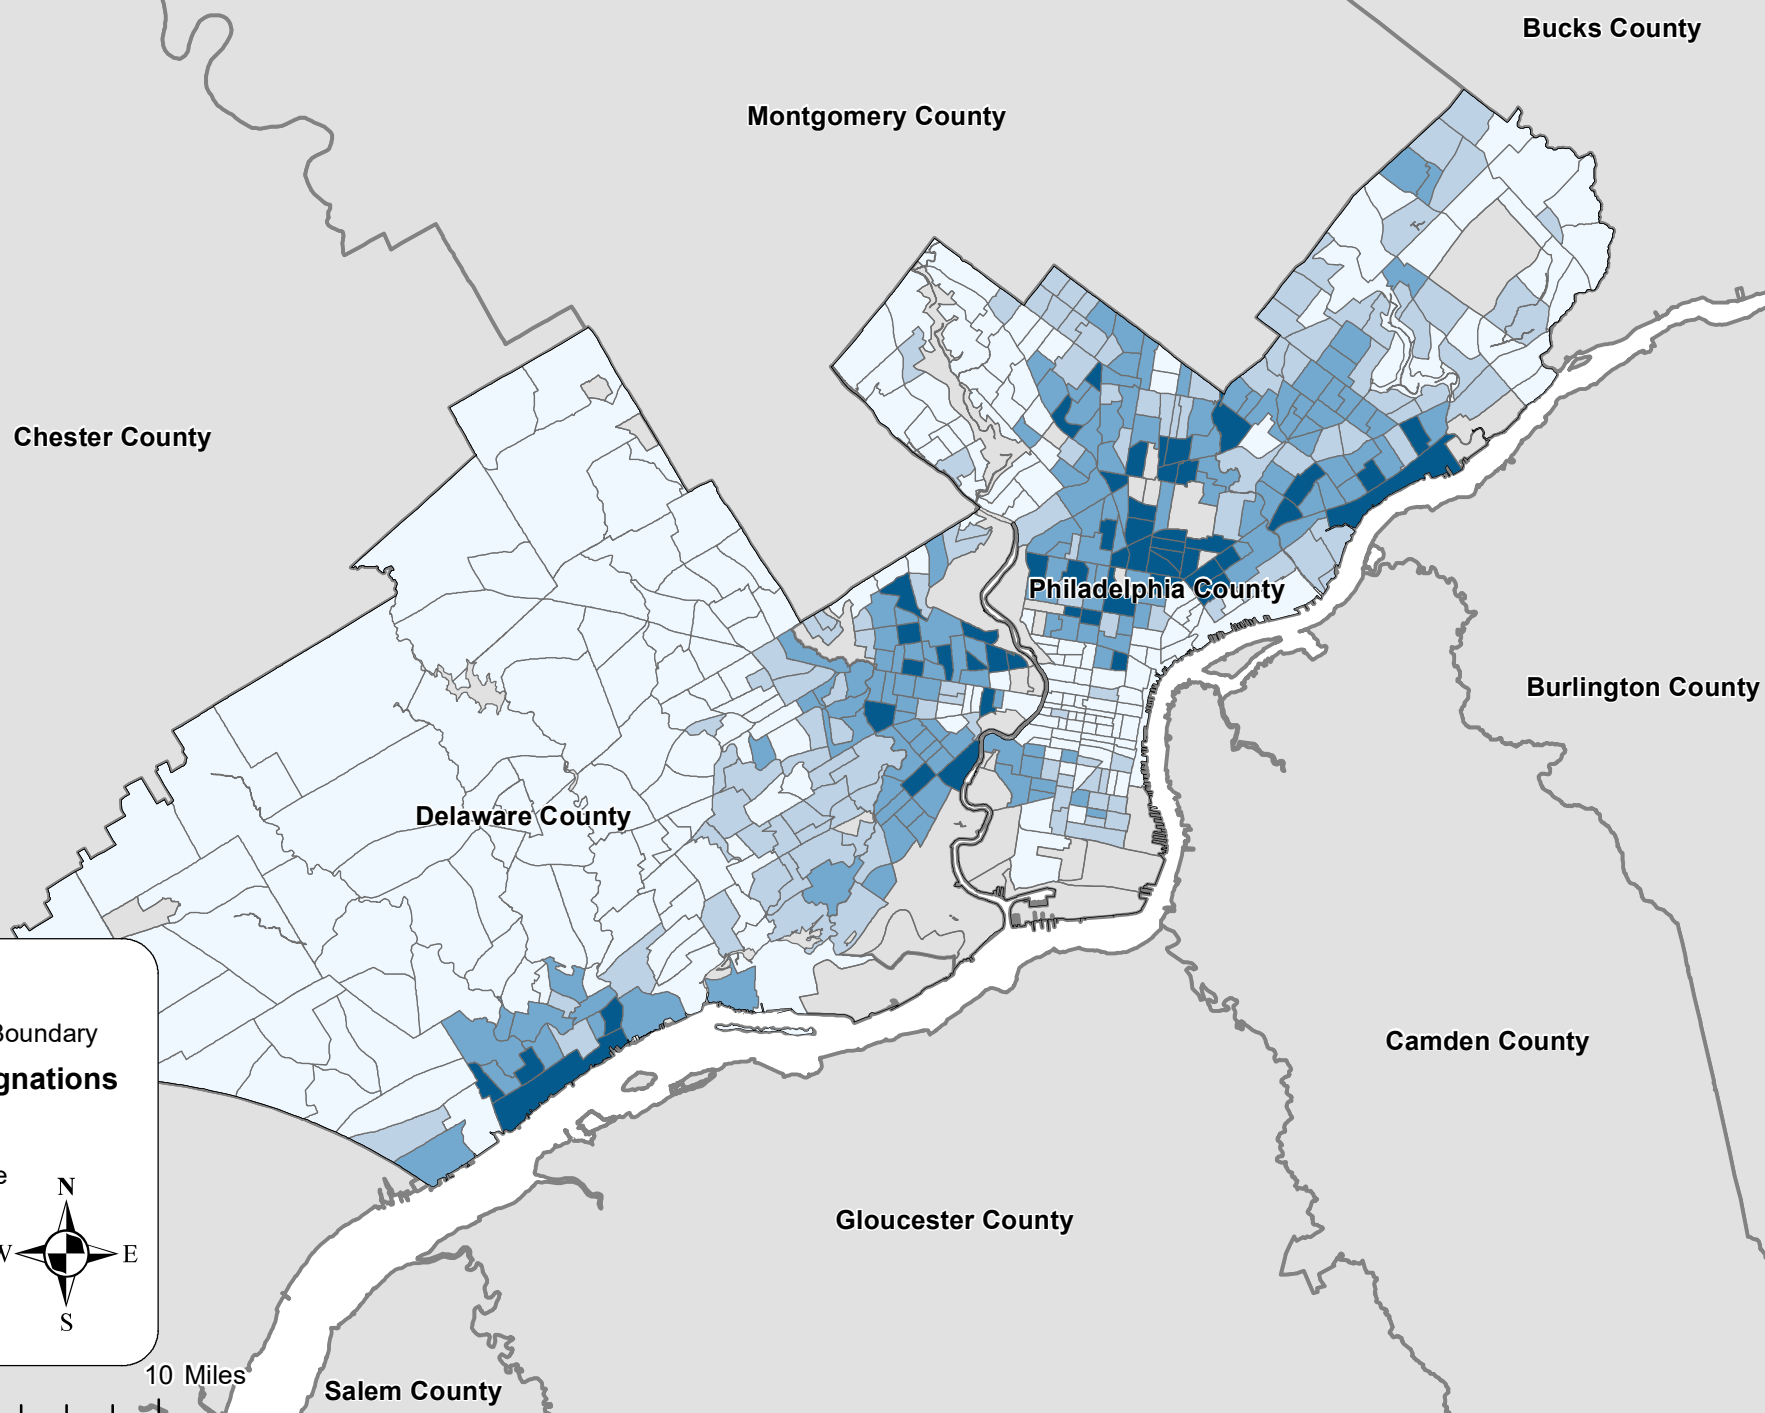 Bucks County
Montgomery County
Chester County
Philadelphia County
Burlington County
Delaware County
Boundary
gnations
Camden County
e
N
W E
S
Gloucester County
10 Miles
Salem County